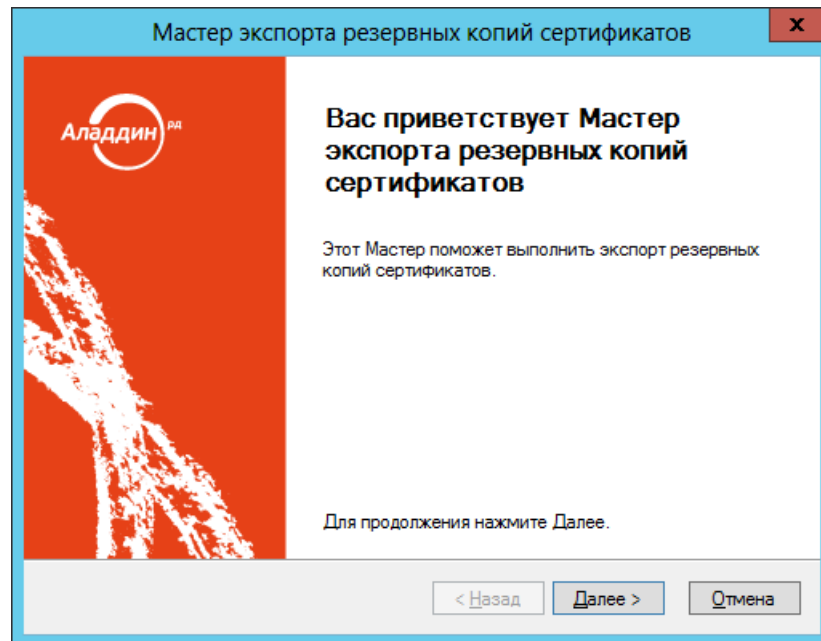 Мастер экспорта резервных копий сертификатов
x
Аладдин РД
Вас приветствует Мастер
экспорта резервных копий
сертификатов
Этот Мастер поможет выполнить экспорт резервных
копий сертификатов.
Для продолжения нажмите Далее.
< Назад
Далее >
Отмена